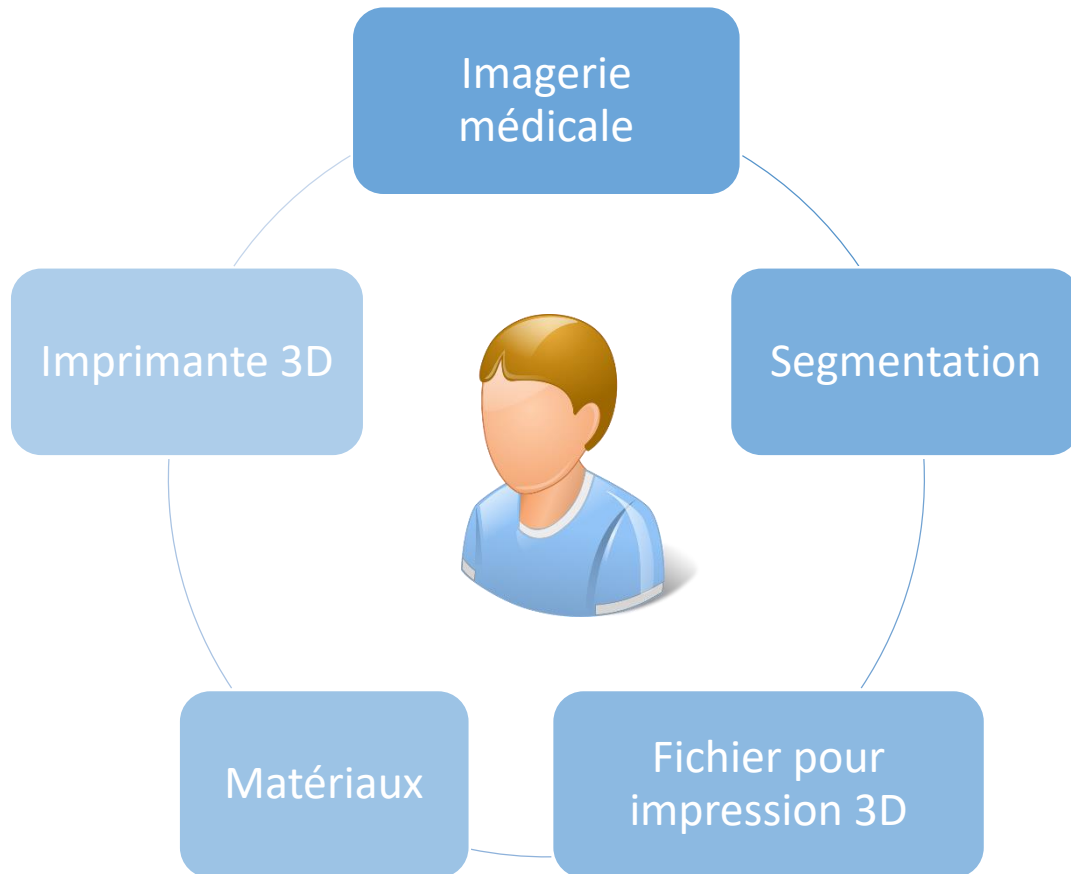 Imagerie
médicale
Segmentation
Fichier pour
impression 3D
Matériaux
Imprimante 3D